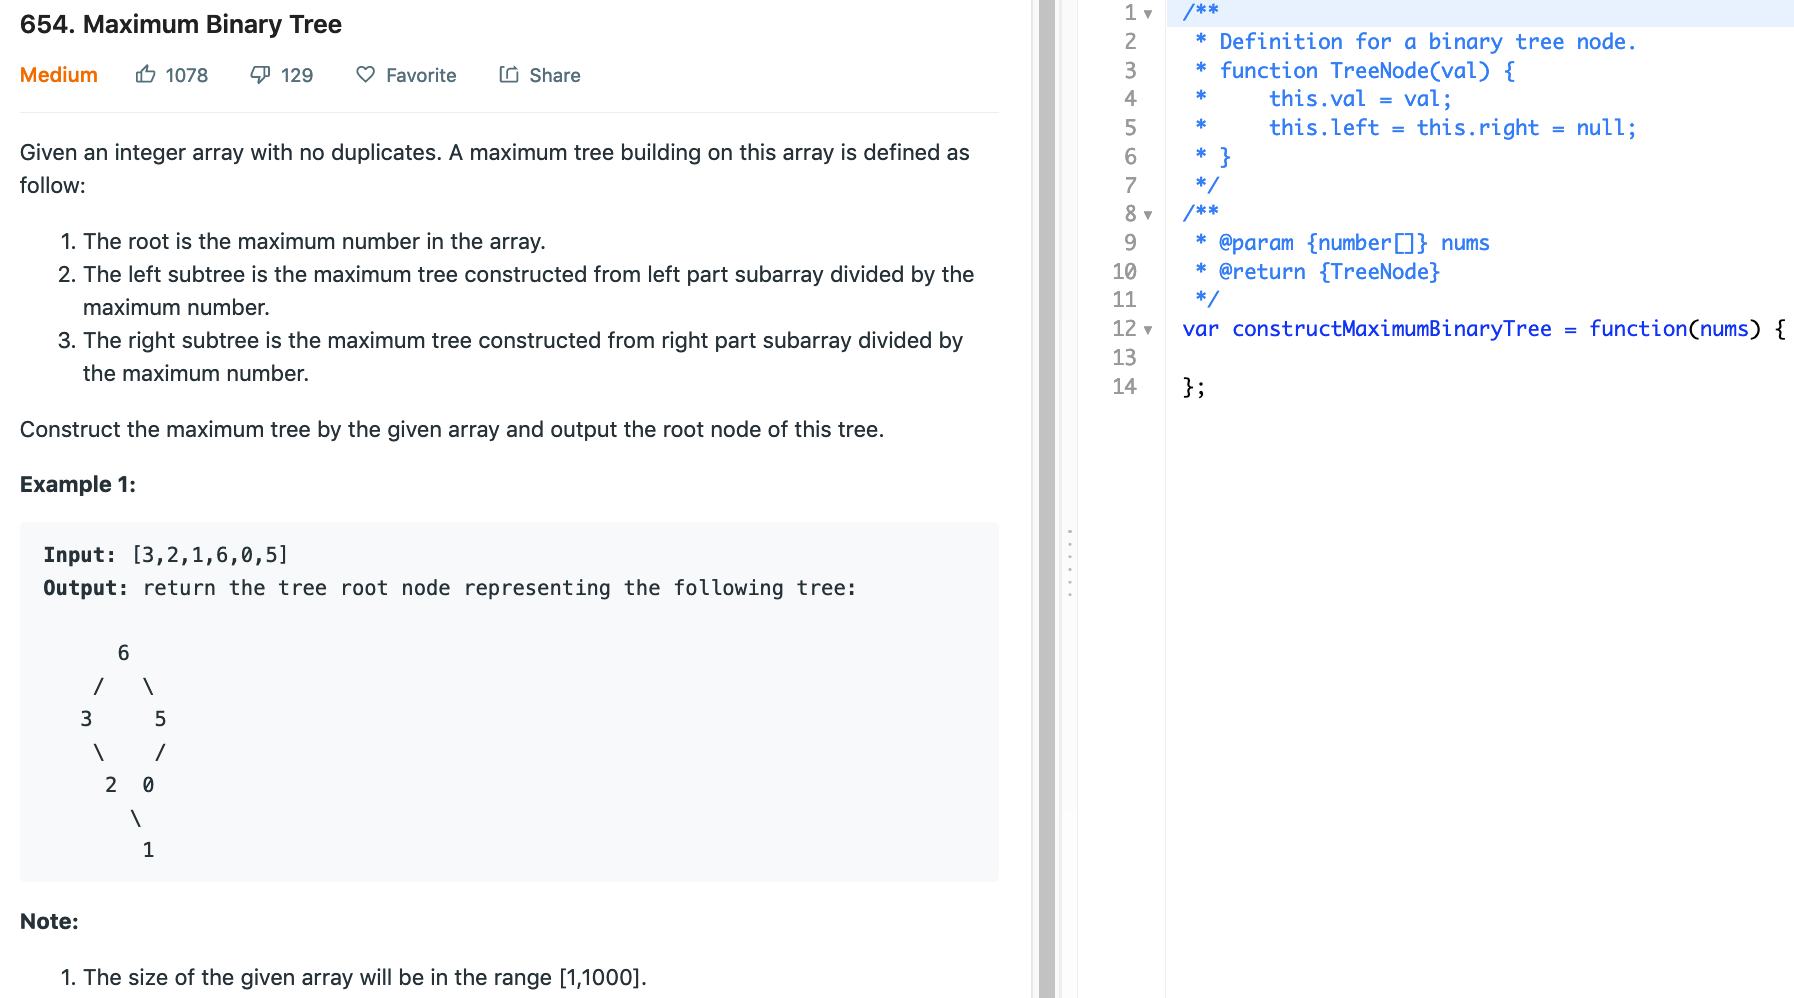 654. Maximum Binary Tree
Medium 1078 129 Favorite Share
Given an integer array with no duplicates. A maximum tree building on this array is defined as
follow:
1. The root is the maximum number in the array.
2. The left subtree is the maximum tree constructed from left part subarray divided by the
maximum number.
3. The right subtree is the maximum tree constructed from right part subarray divided by
the maximum number.
Construct the maximum tree by the given array and output the root node of this tree.
Example 1:
Input: [3,2,1,6,0,5]
Output: return the tree root node representing the following tree:
      6
    /   \
   3     5
    \    /
     2  0
       \
        1
Note:
1. The size of the given array will be in the range [1,1000].
1 /**
2  * Definition for a binary tree node.
3  * function TreeNode(val) {
4  *     this.val = val;
5  *     this.left = this.right = null;
6  * }
7  */
8 /**
9  * @param {number[]} nums
10  * @return {TreeNode}
11  */
12 var constructMaximumBinaryTree = function(nums) {
13
14 };